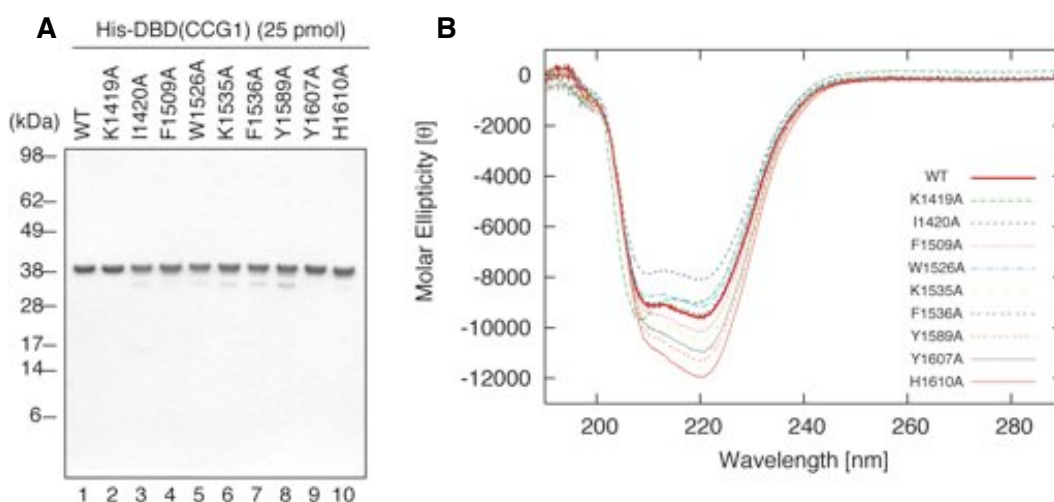 A
His-DBD(CCG1) (25 pmol)
(kDa)
WT
K1419A
I1420A
F1509A
W1526A
K1535A
F1536A
Y1589A
Y1607A
H1610A
98
62
49
38
28
17
14
6
1 2 3 4 5 6 7 8 9 10
B
Molar Ellipticity [θ]
0
-2000
-4000
-6000
-8000
-10000
-12000
200 220 240 260 280
Wavelength [nm]
WT
K1419A
I1420A
F1509A
W1526A
K1535A
F1536A
Y1589A
Y1607A
H1610A